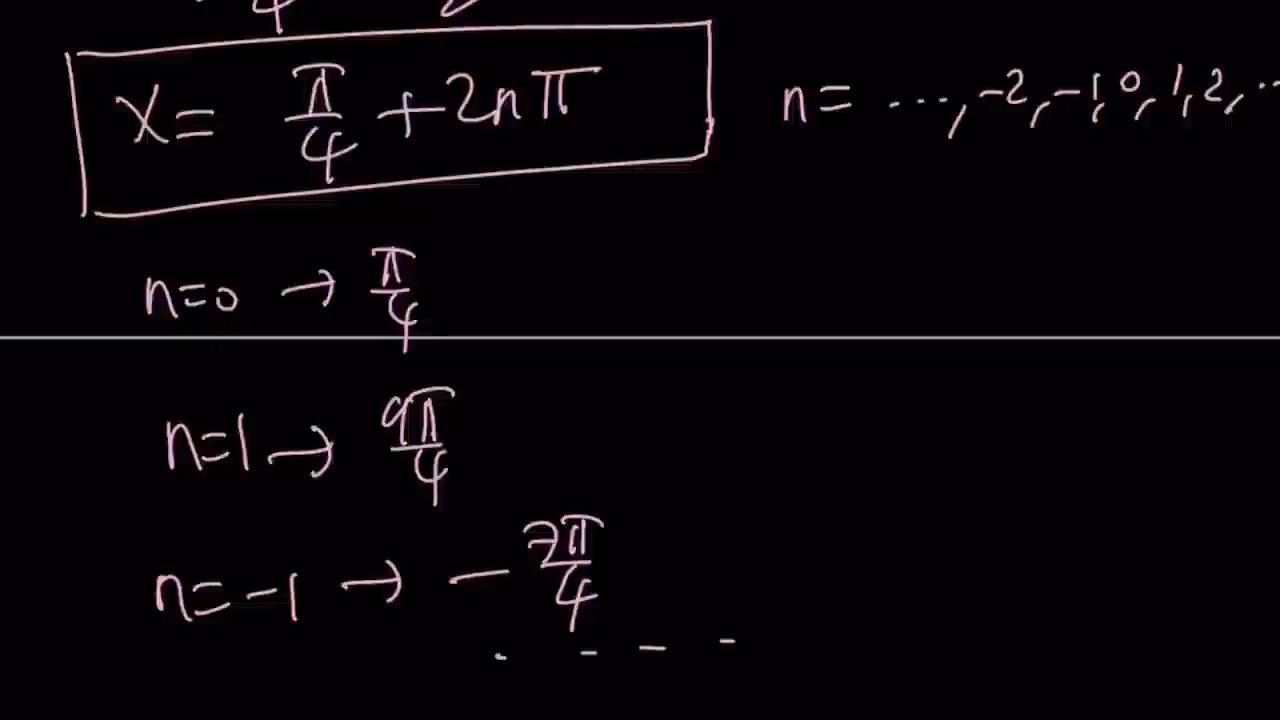 x = π/4 + 2nπ
n = ..., -2, -1, 0, 1, 2, ..
n=0 → π/4
n=1 → 9π/4
n=-1 → - 7π/4